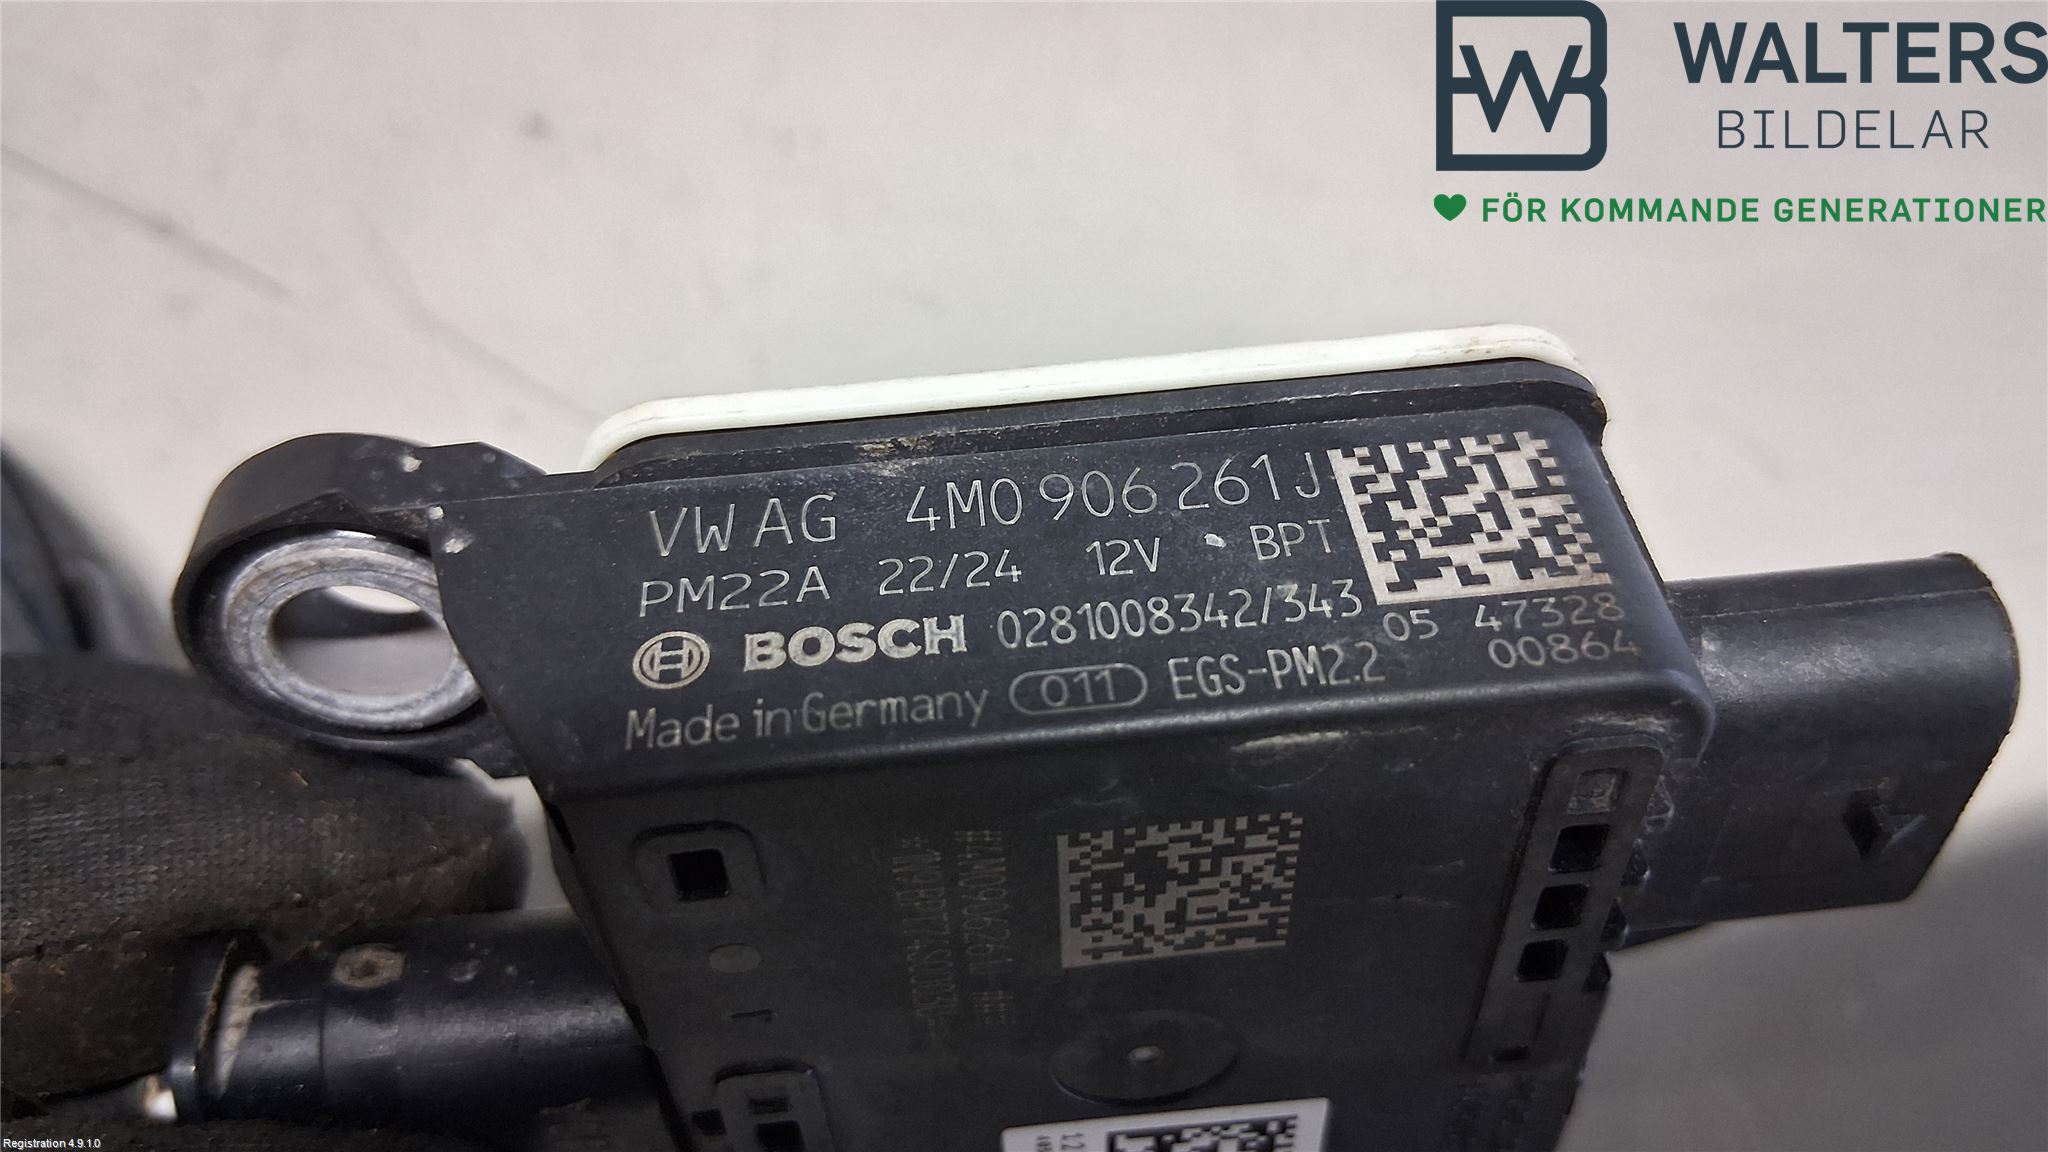 WALTERS
BILDELAR
FÖR KOMMANDE GENERATIONER
VW AG 4M0 906 261 J
PM22A 22/24 12V BPT
BOSCH 0281008342/343 05 47328
Made in Germany 011 EGS-PM2.2 00864
#4M0906261J ##
Registration 4.9.1.0